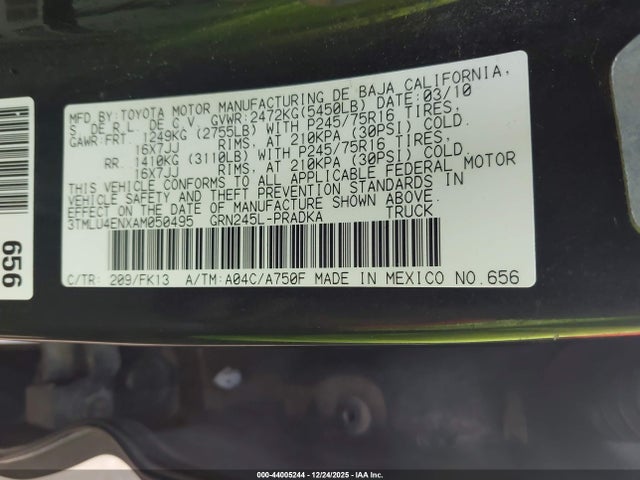 MFD.BY:TOYOTA MOTOR MANUFACTURING DE BAJA CALIFORNIA,
S. DE R.L. DE C.V. GVWR:2472KG(5450LB) DATE:03/10
GAWR:FRT. 1249KG (2755LB) WITH P245/75R16 TIRES,
16X7JJ RIMS, AT 210KPA (30PSI) COLD.
RR. 1410KG (3110LB) WITH P245/75R16 TIRES,
16X7JJ RIMS, AT 210KPA (30PSI) COLD.
THIS VEHICLE CONFORMS TO ALL APPLICABLE FEDERAL MOTOR
VEHICLE SAFETY AND THEFT PREVENTION STANDARDS IN
EFFECT ON THE DATE OF MANUFACTURE SHOWN ABOVE.
3TMLU4ENXAM050495 GRN245L-PRADKA TRUCK
C/TR: 209/FK13 A/TM:A04C/A750F MADE IN MEXICO NO.656
656
000-44005244 - 12/24/2025 - IAA Inc.